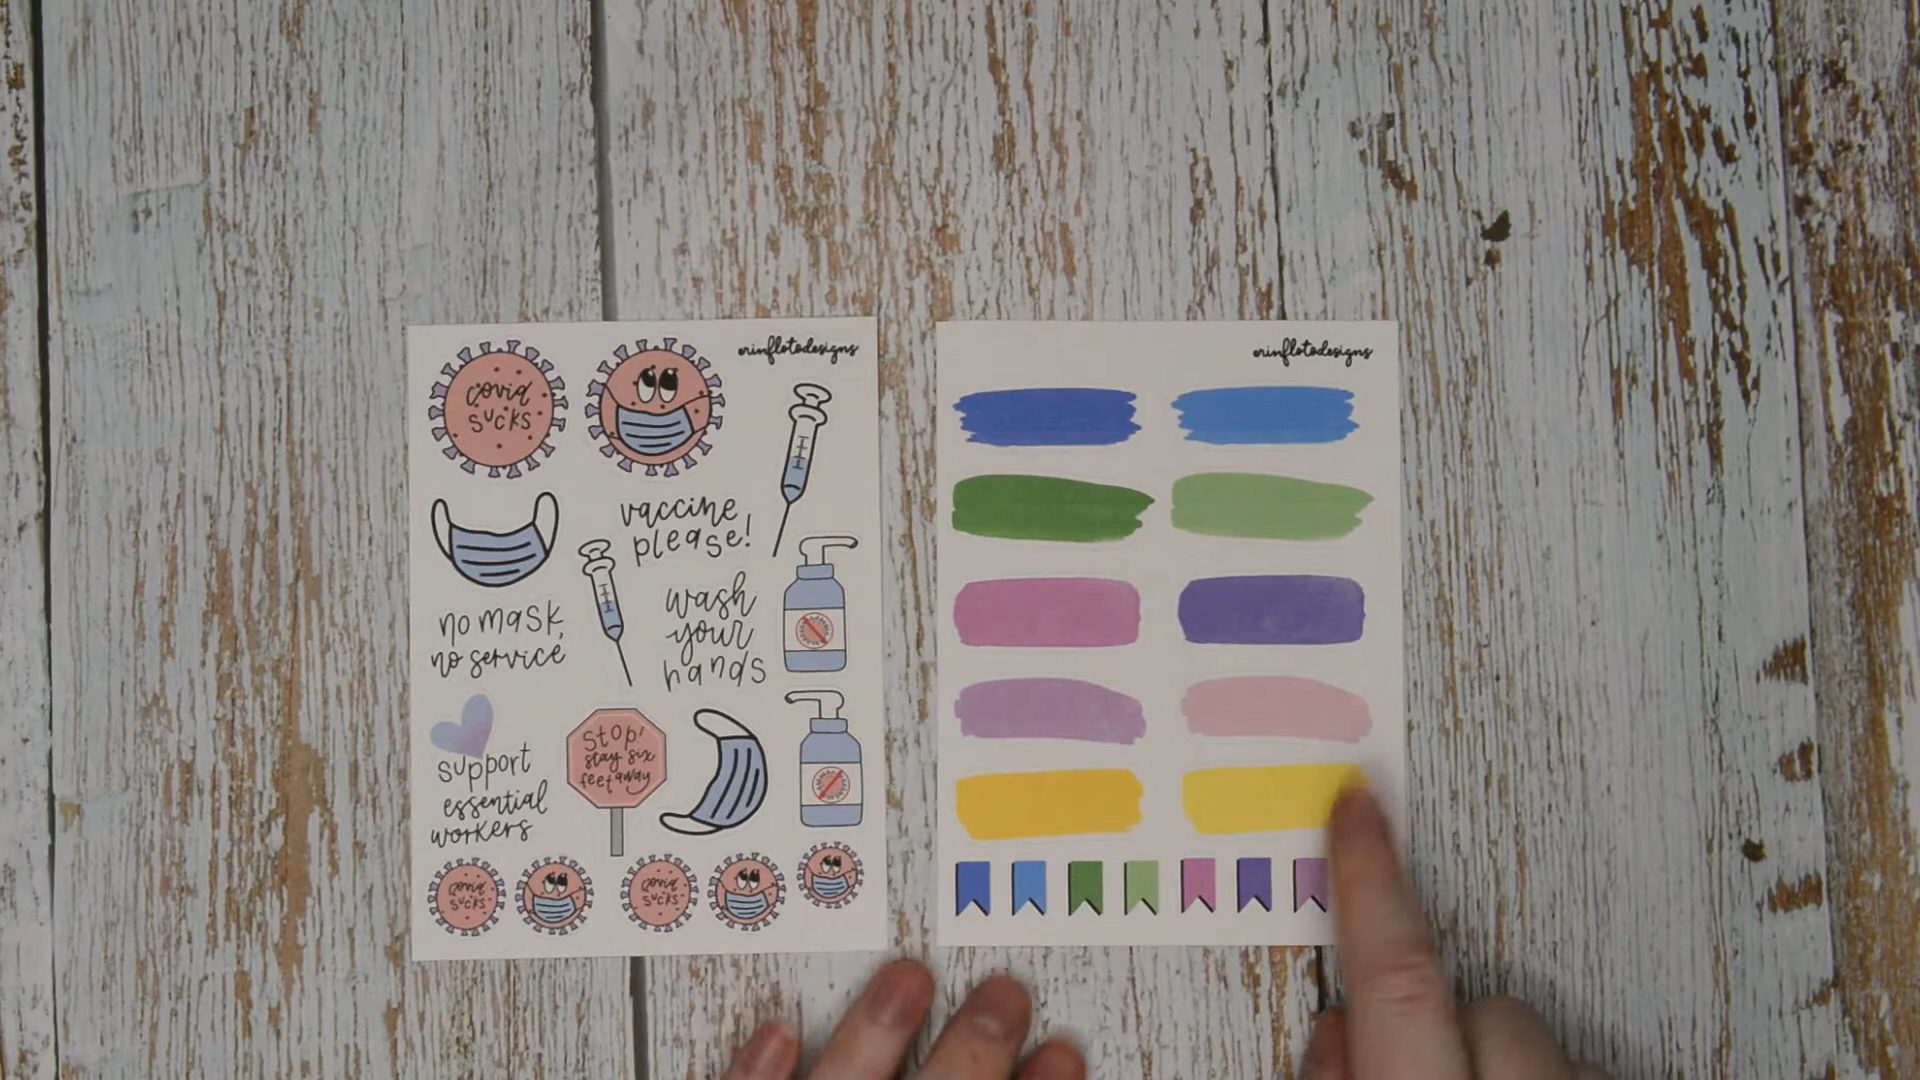 erinflotodesigns
covid
sucks
vaccine
please!
no mask,
no service
wash
your
hands
support
essential
workers
stop!
stay six
feet away
covid
sucks
covid
sucks
erinflotodesigns